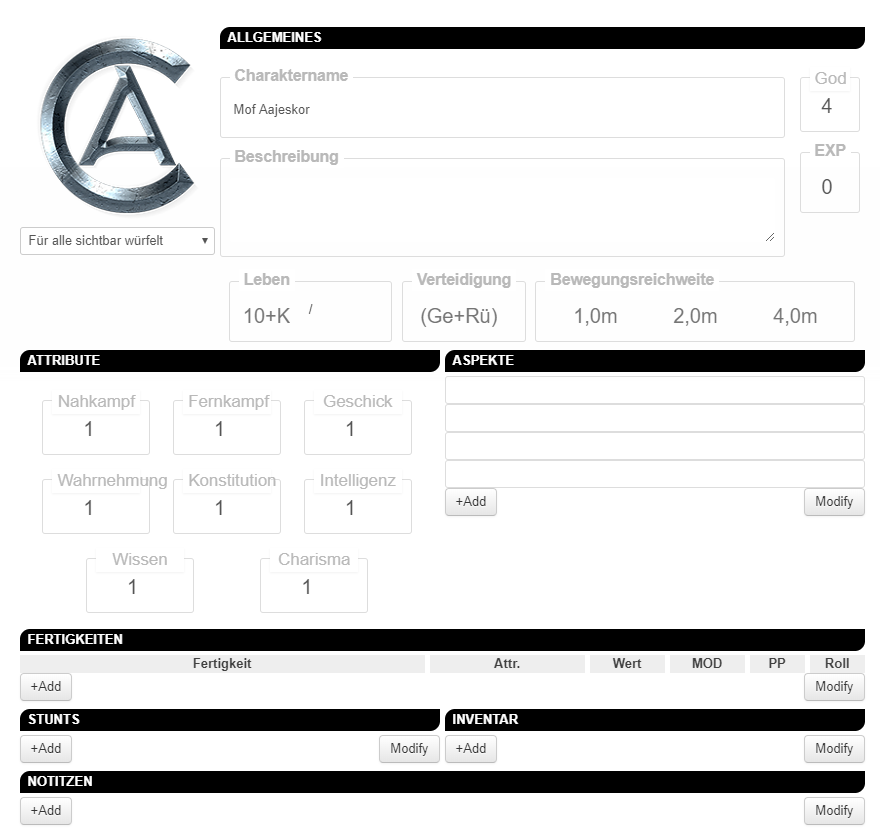 CA
ALLGEMEINES
Charaktername
God
Mof Aajeskor
4
Beschreibung
EXP
0
Für alle sichtbar würfelt
Leben
Verteidigung
Bewegungsreichweite
10+K /
(Ge+Rü)
1,0m 2,0m 4,0m
ATTRIBUTE
Nahkampf Fernkampf Geschick
1 1 1
Wahrnehmung Konstitution Intelligenz
1 1 1
Wissen Charisma
1 1
ASPEKTE
+Add Modify
FERTIGKEITEN
Fertigkeit Attr. Wert MOD PP Roll
+Add Modify
STUNTS
+Add Modify
INVENTAR
+Add Modify
NOTITZEN
+Add Modify